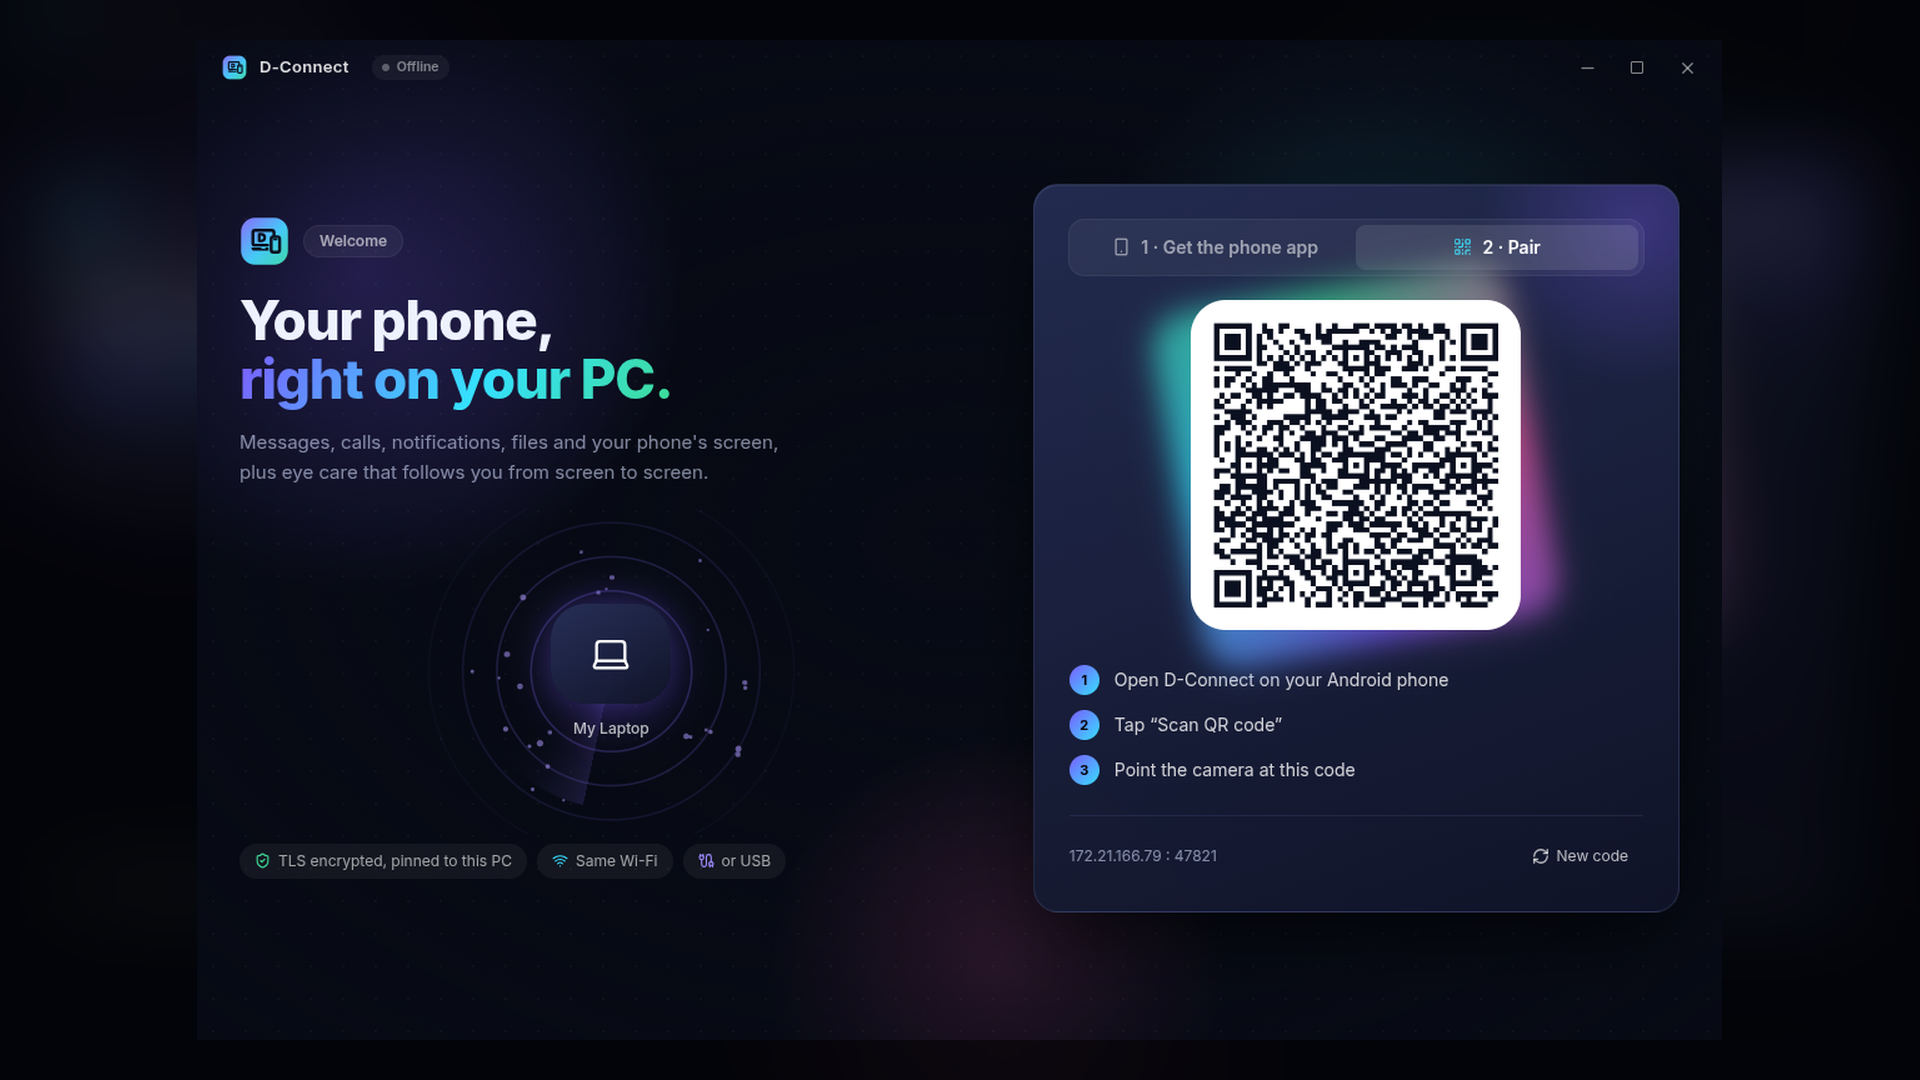 D-Connect
Offline
Welcome
Your phone,
right on your PC.
Messages, calls, notifications, files and your phone's screen,
plus eye care that follows you from screen to screen.
My Laptop
TLS encrypted, pinned to this PC
Same Wi-Fi
or USB
1 · Get the phone app
2 · Pair
1 Open D-Connect on your Android phone
2 Tap “Scan QR code”
3 Point the camera at this code
172.21.166.79 : 47821
New code